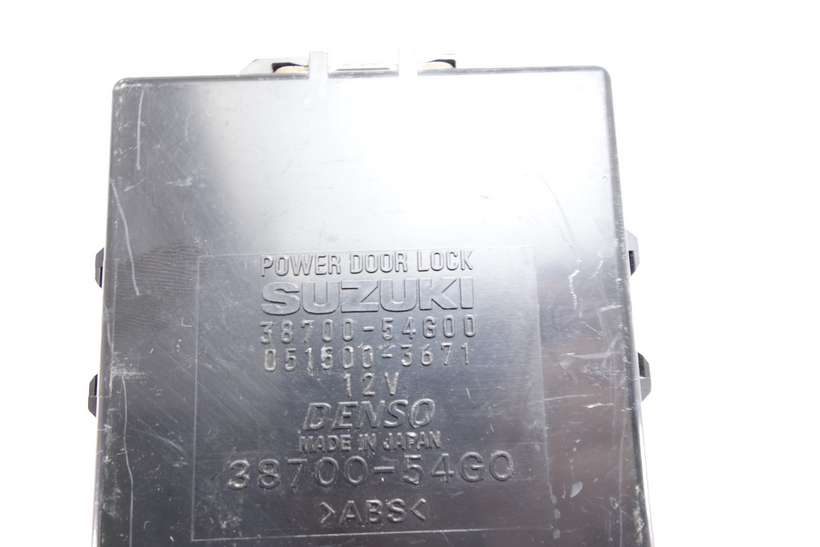 POWER DOOR LOCK
SUZUKI
38700-54G00
051500-3671
12V
DENSO
MADE IN JAPAN
38700-54G0
>ABS<